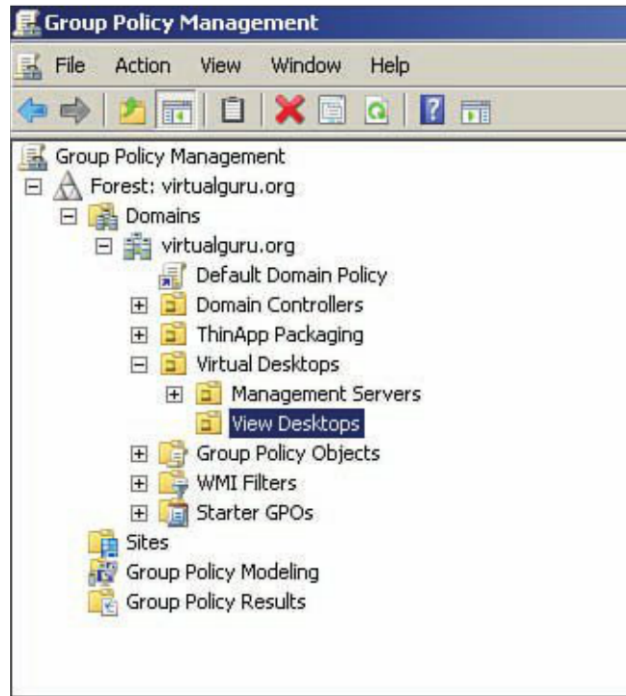 Group Policy Management
File Action View Window Help
Group Policy Management
Forest: virtualguru.org
Domains
virtualguru.org
Default Domain Policy
Domain Controllers
ThinApp Packaging
Virtual Desktops
Management Servers
View Desktops
Group Policy Objects
WMI Filters
Starter GPOs
Sites
Group Policy Modeling
Group Policy Results